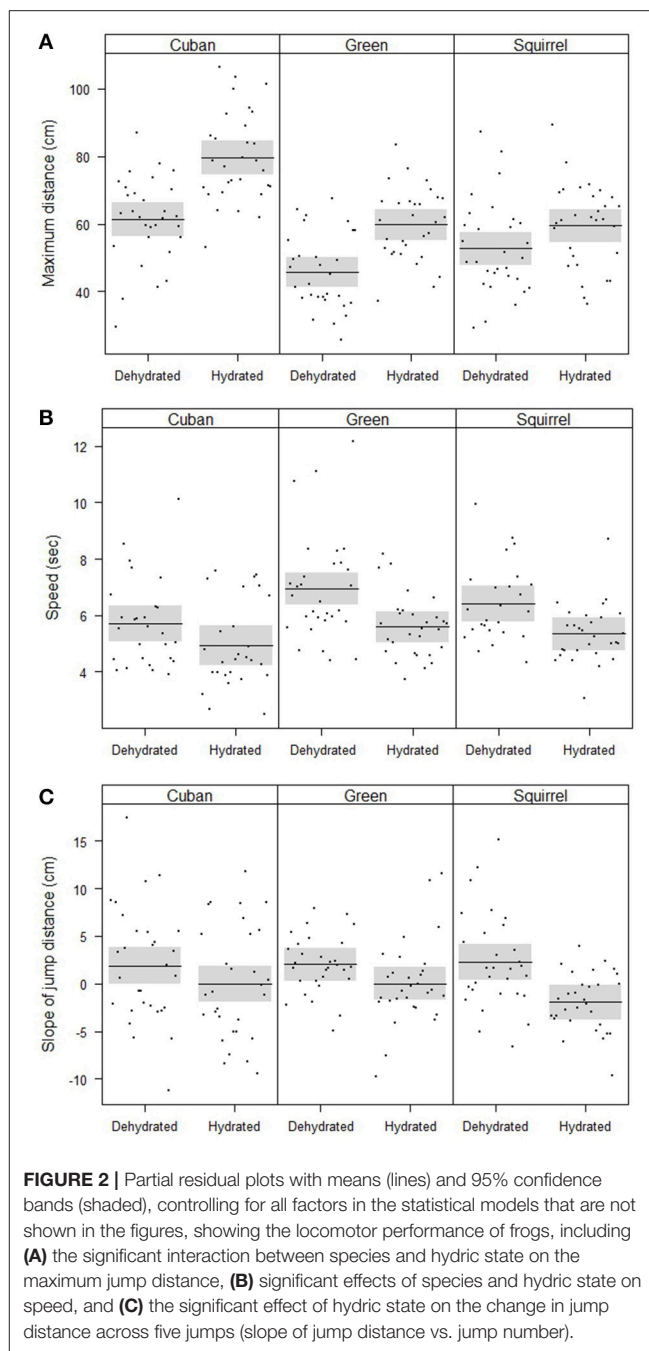 A
Cuban Green Squirrel
Maximum distance (cm)
100
80
60
40
Dehydrated Hydrated Dehydrated Hydrated Dehydrated Hydrated
B
Cuban Green Squirrel
Speed (sec)
12
10
8
6
4
Dehydrated Hydrated Dehydrated Hydrated Dehydrated Hydrated
C
Cuban Green Squirrel
Slope of jump distance (cm)
15
10
5
0
-5
-10
Dehydrated Hydrated Dehydrated Hydrated Dehydrated Hydrated
FIGURE 2 | Partial residual plots with means (lines) and 95% confidence
bands (shaded), controlling for all factors in the statistical models that are not
shown in the figures, showing the locomotor performance of frogs, including
(A) the significant interaction between species and hydric state on the
maximum jump distance, (B) significant effects of species and hydric state on
speed, and (C) the significant effect of hydric state on the change in jump
distance across five jumps (slope of jump distance vs. jump number).